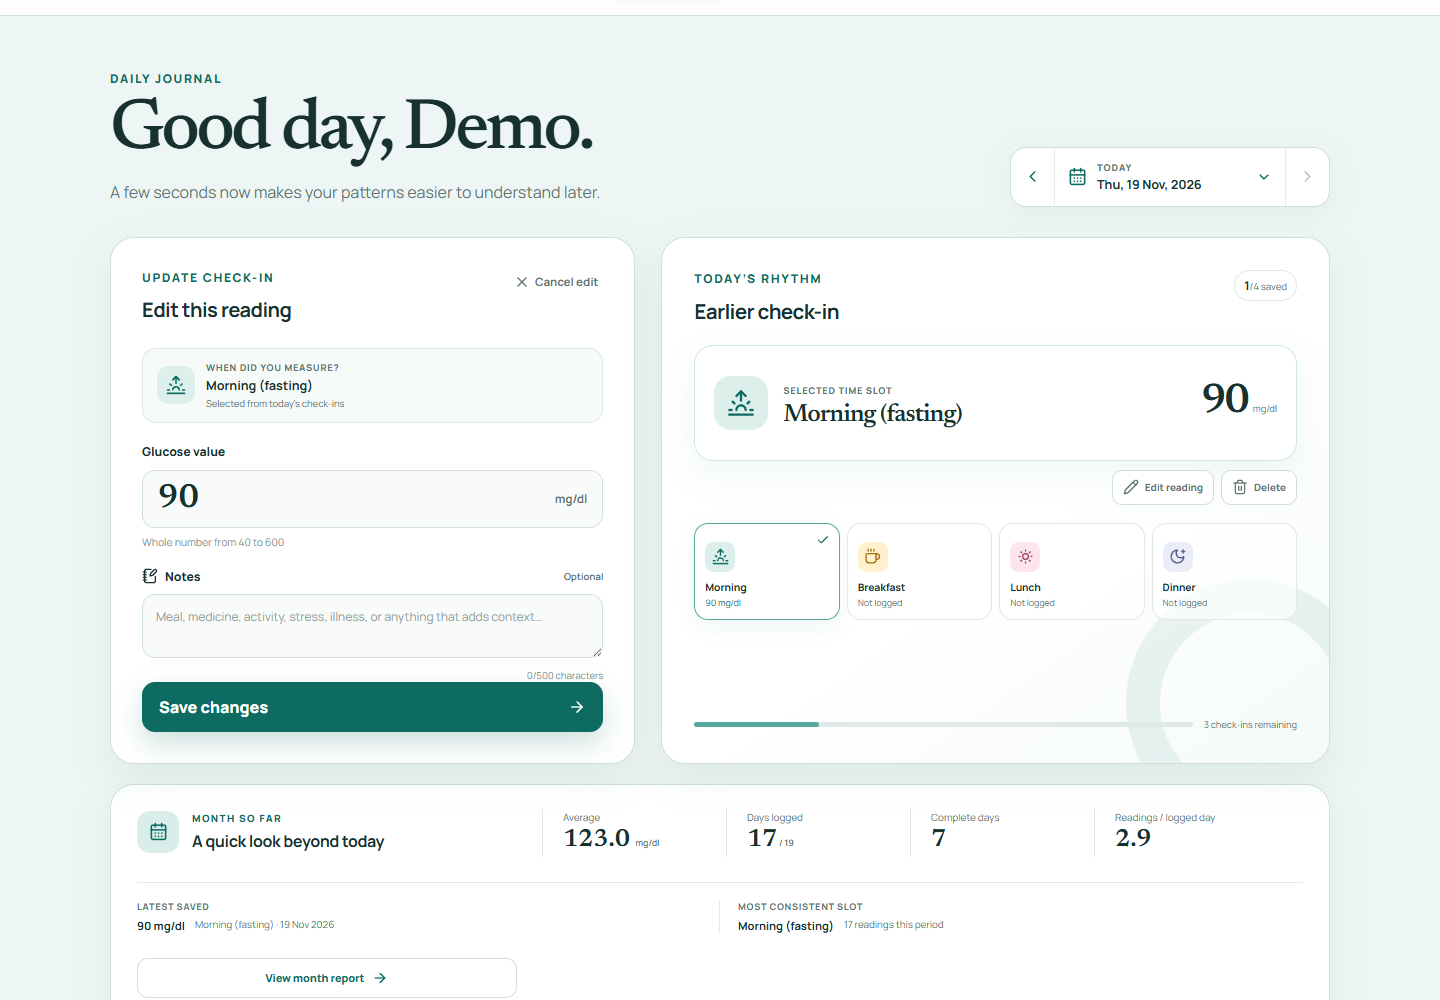 DAILY JOURNAL
Good day, Demo.
A few seconds now makes your patterns easier to understand later.
TODAY
Thu, 19 Nov, 2026
UPDATE CHECK-IN
Cancel edit
Edit this reading
WHEN DID YOU MEASURE?
Morning (fasting)
Selected from today's check-ins
Glucose value
90
mg/dl
Whole number from 40 to 600
Notes
Optional
Meal, medicine, activity, stress, illness, or anything that adds context...
0/500 characters
Save changes
TODAY'S RHYTHM
1/4 saved
Earlier check-in
SELECTED TIME SLOT
Morning (fasting)
90 mg/dl
Edit reading
Delete
Morning
90 mg/dl
Breakfast
Not logged
Lunch
Not logged
Dinner
Not logged
3 check-ins remaining
MONTH SO FAR
A quick look beyond today
Average
123.0 mg/dl
Days logged
17 / 19
Complete days
7
Readings / logged day
2.9
LATEST SAVED
90 mg/dl Morning (fasting) · 19 Nov 2026
MOST CONSISTENT SLOT
Morning (fasting) 17 readings this period
View month report